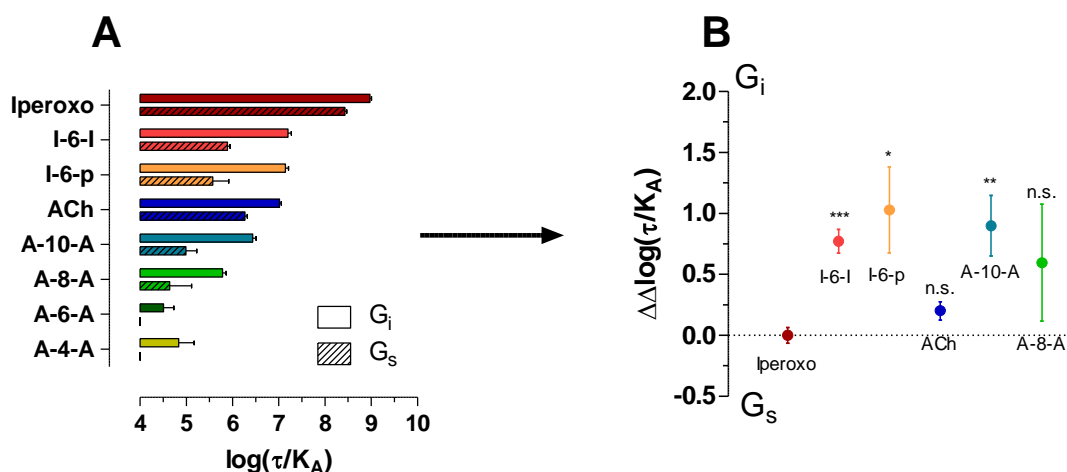 A
Iperoxo
I-6-I
I-6-p
ACh
A-10-A
A-8-A
A-6-A
A-4-A
Gi
Gs
4 5 6 7 8 9 10
log(τ/KA)
B
Gi
2.0
1.5
1.0
0.5
0.0
-0.5
Gs
ΔΔlog(τ/KA)
Iperoxo
***
I-6-I
*
I-6-p
n.s.
ACh
**
A-10-A
n.s.
A-8-A